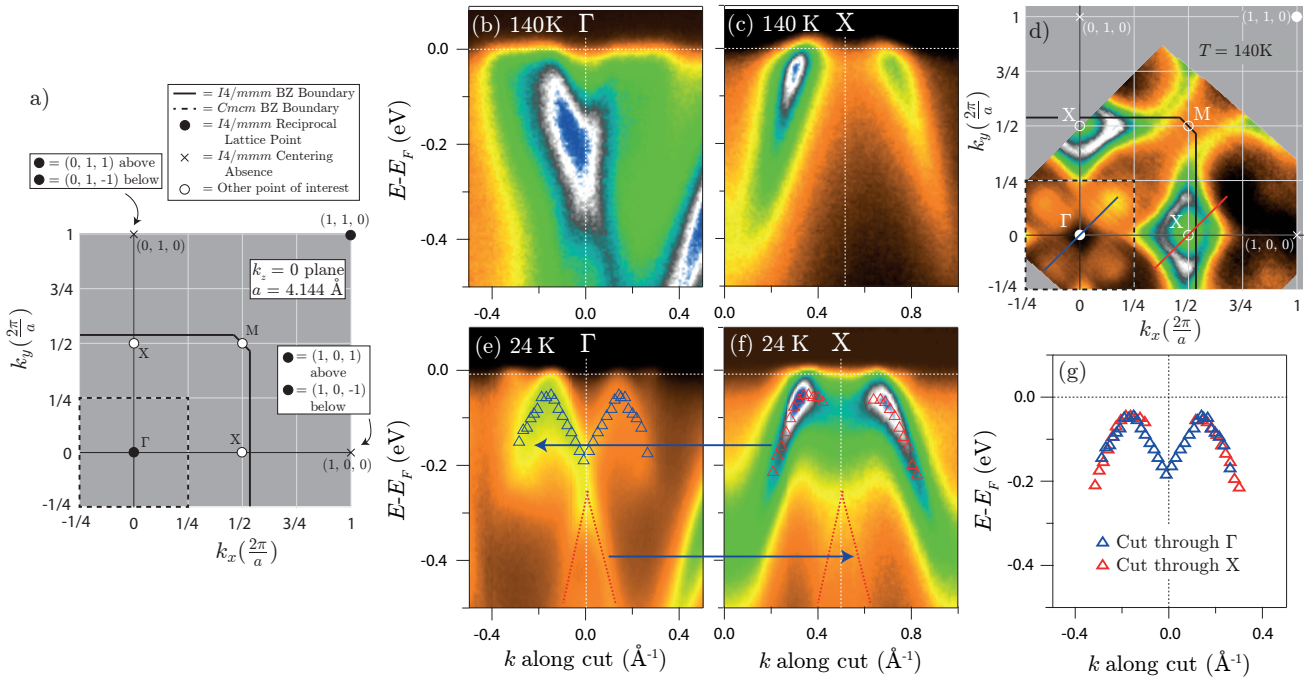 a)
= I4/mmm BZ Boundary
= Cmcm BZ Boundary
= I4/mmm Reciprocal
Lattice Point
= I4/mmm Centering
Absence
= Other point of interest
= (0, 1, 1) above
= (0, 1, -1) below
(0, 1, 0)
(1, 1, 0)
k_z = 0 plane
a = 4.144 Å
M
X
= (1, 0, 1)
above
= (1, 0, -1)
below
Γ
X
(1, 0, 0)
1
3/4
1/2
1/4
0
-1/4
k_y(2π/a)
-1/4
0
1/4
1/2
3/4
1
k_x(2π/a)
(b) 140K Γ
0.0
-0.2
-0.4
E-E_F (eV)
-0.4
0.0
0.4
(c) 140 K X
0.0
0.4
0.8
d)
T = 140K
(0, 1, 0)
(1, 1, 0)
X
M
Γ
X
(1, 0, 0)
1
3/4
1/2
1/4
0
-1/4
k_y(2π/a)
-1/4
0
1/4
1/2
3/4
1
k_x(2π/a)
(e) 24 K Γ
0.0
-0.2
-0.4
E-E_F (eV)
-0.4
0.0
0.4
k along cut (Å⁻¹)
(f) 24 K X
0.0
0.4
0.8
k along cut (Å⁻¹)
(g)
0.0
-0.2
-0.4
E-E_F (eV)
Cut through Γ
Cut through X
-0.4
0.0
0.4
k along cut (Å⁻¹)